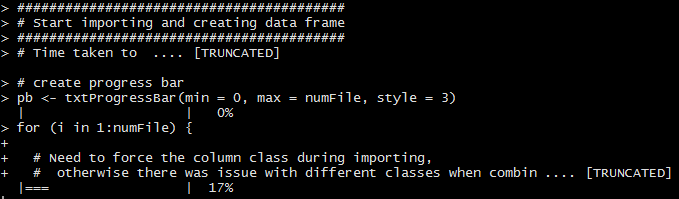 > #########################################
> # Start importing and creating data frame
> #########################################
> # Time taken to  .... [TRUNCATED]
> # create progress bar
> pb <- txtProgressBar(min = 0, max = numFile, style = 3)
  |                    |   0%
> for (i in 1:numFile) {
+
+   # Need to force the column class during importing,
+   #  otherwise there was issue with different classes when combin .... [TRUNCATED]
  |===                 |  17%